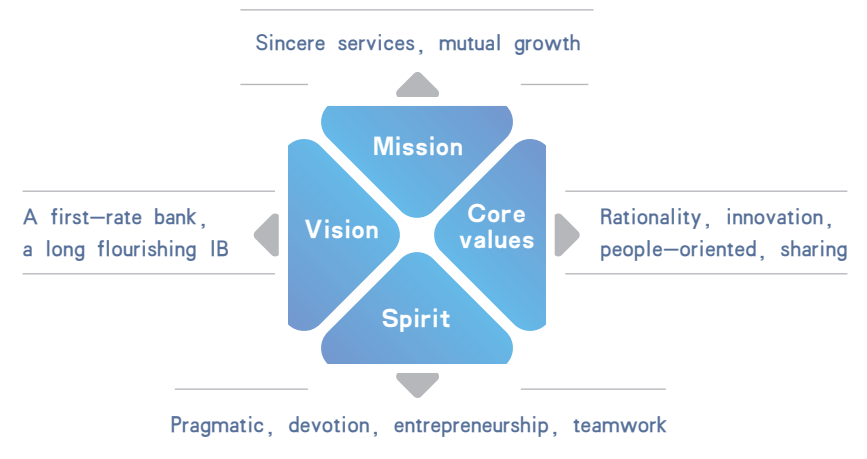 Sincere services, mutual growth
Mission
A first—rate bank,
a long flourishing IB
Vision
Core
values
Rationality, innovation,
people—oriented, sharing
Spirit
Pragmatic, devotion, entrepreneurship, teamwork